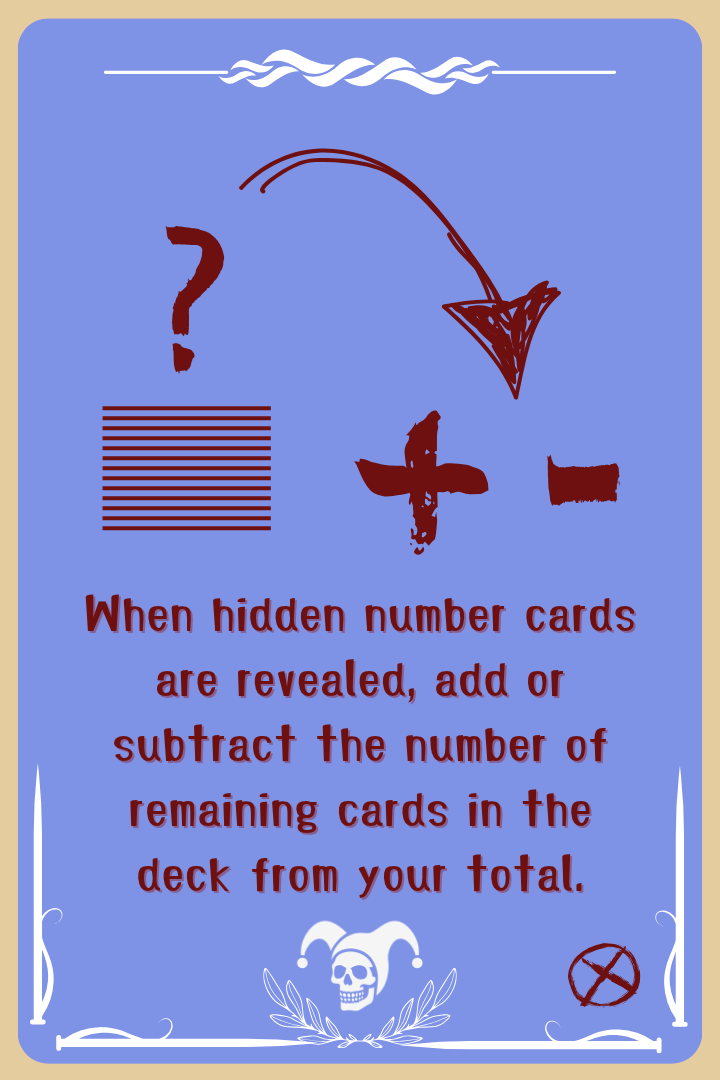 ?
+ -
When hidden number cards
are revealed, add or
subtract the number of
remaining cards in the
deck from your total.